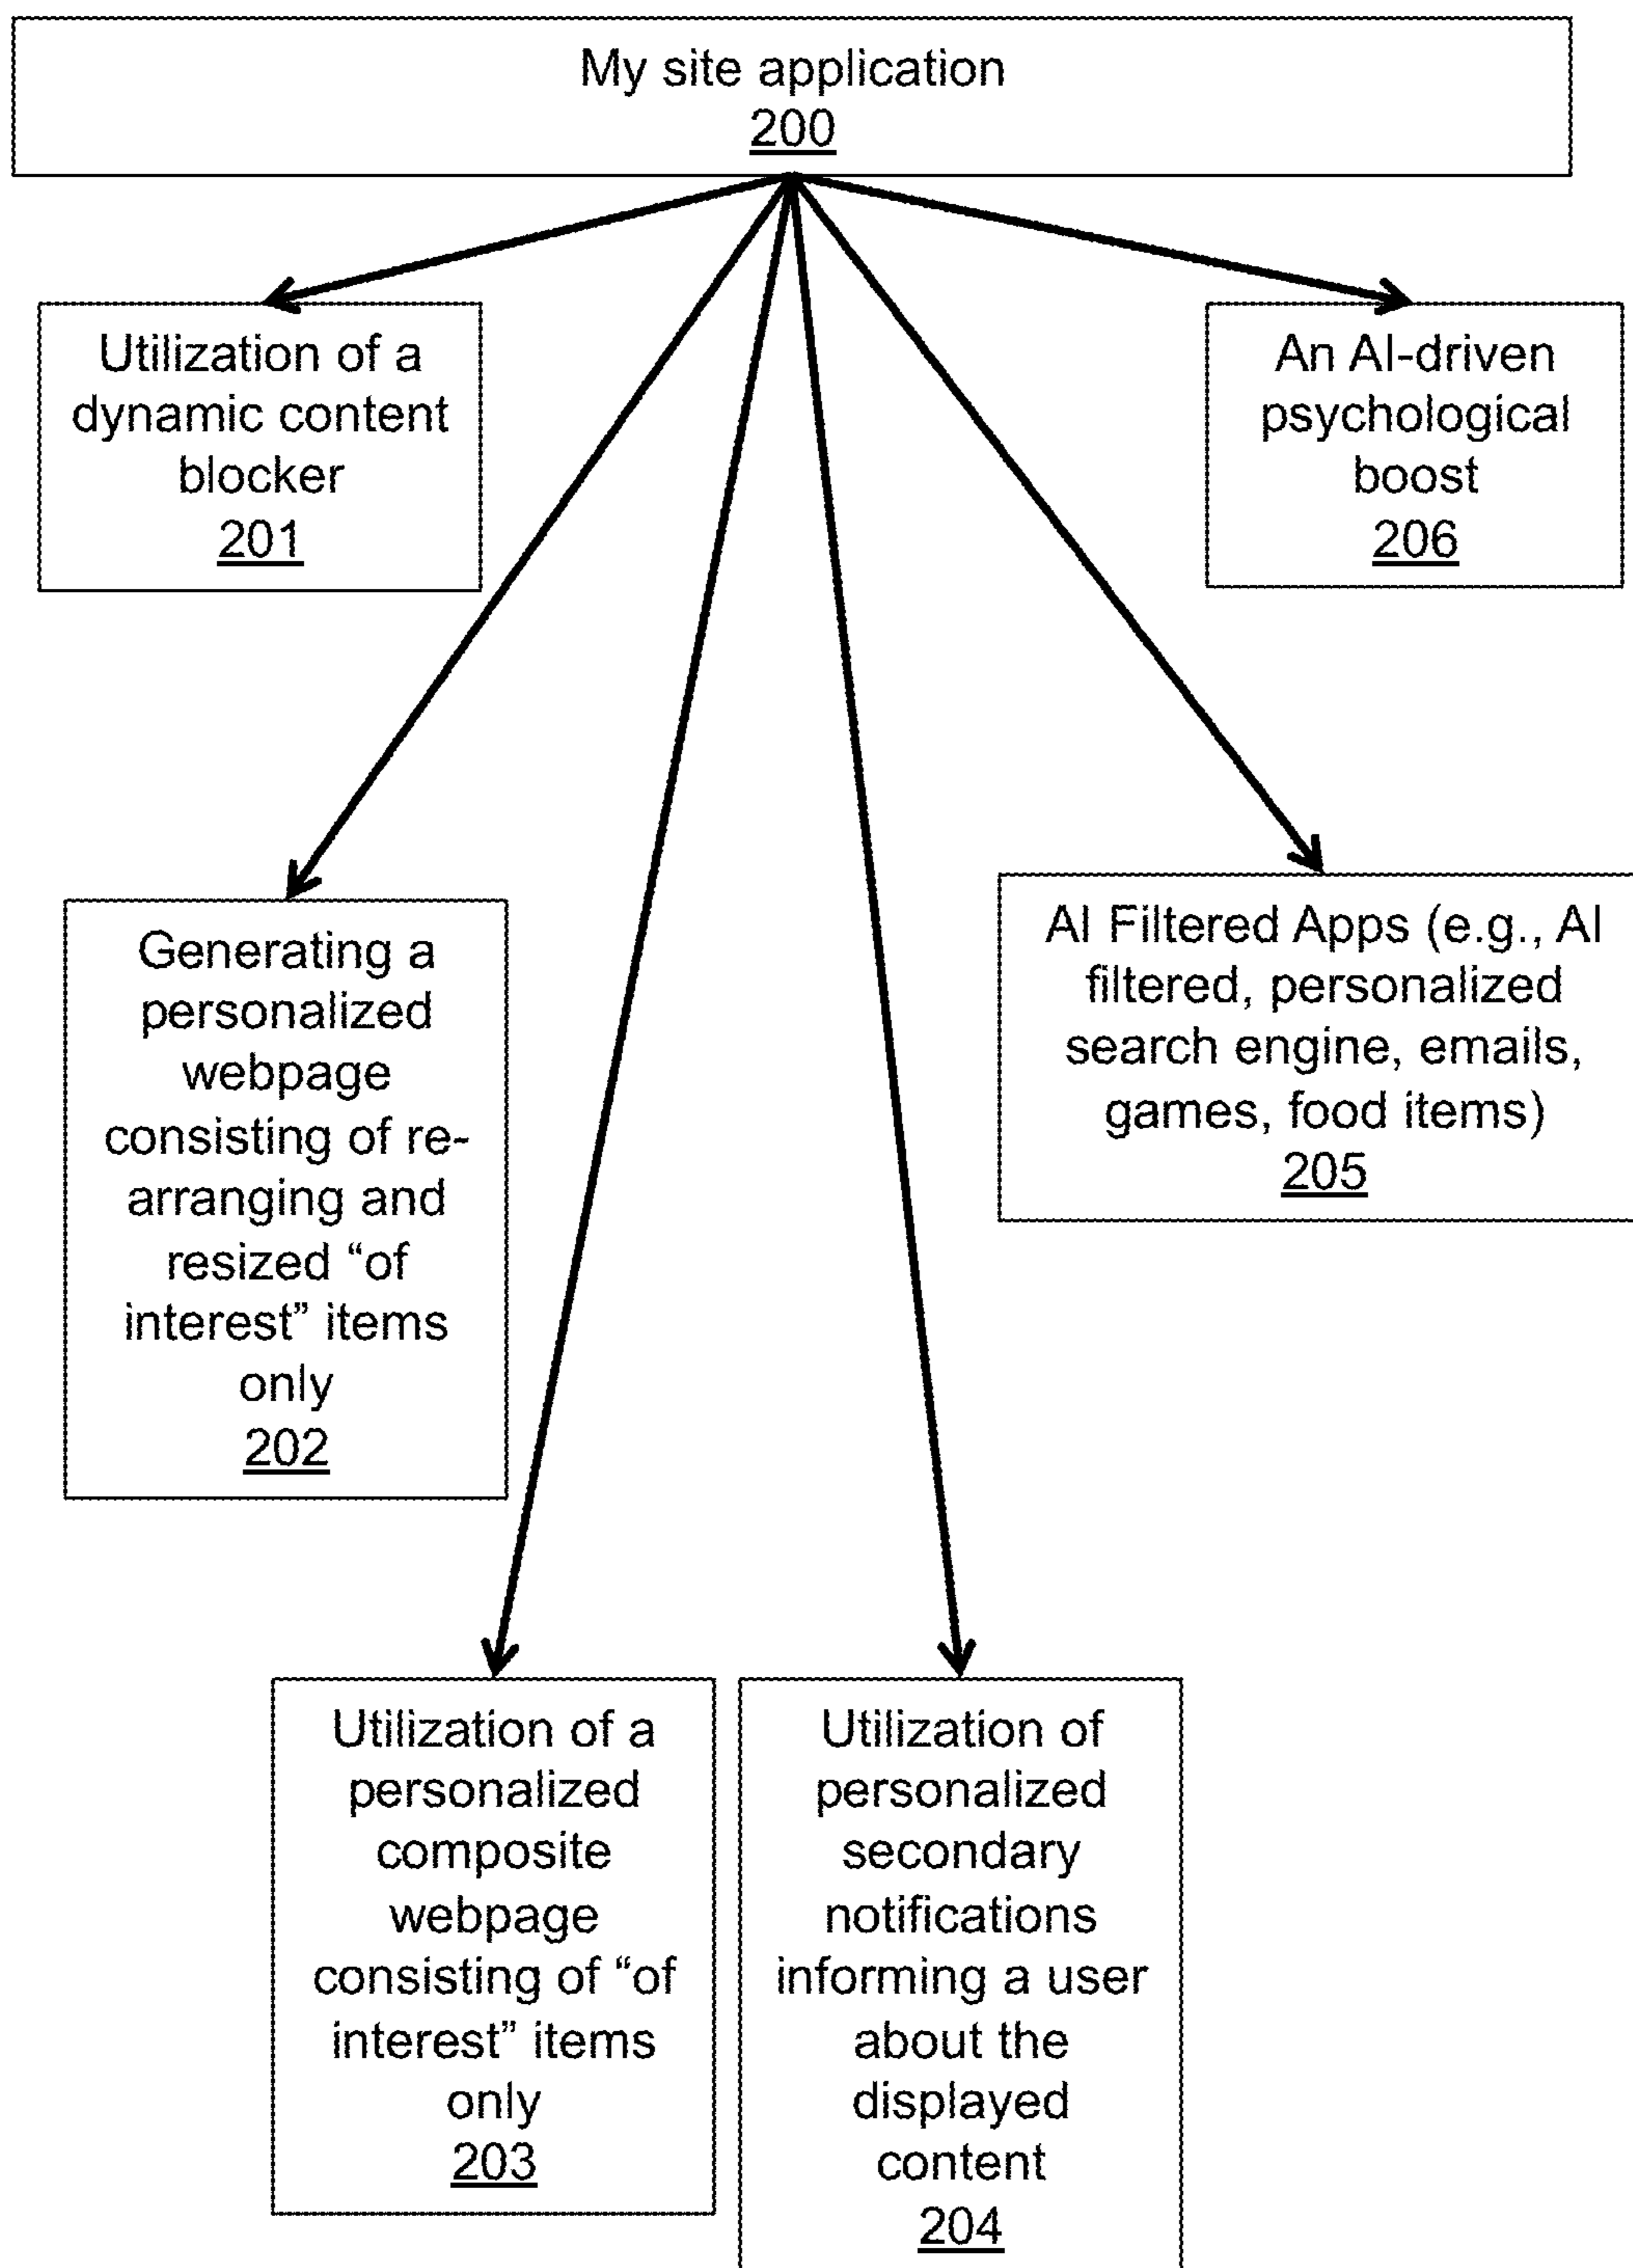 My site application
200
Utilization of a
dynamic content
blocker
201
An AI-driven
psychological
boost
206
Generating a
personalized
webpage
consisting of re-
arranging and
resized “of
interest” items
only
202
AI Filtered Apps (e.g., AI
filtered, personalized
search engine, emails,
games, food items)
205
Utilization of a
personalized
composite
webpage
consisting of “of
interest” items
only
203
Utilization of
personalized
secondary
notifications
informing a user
about the
displayed
content
204